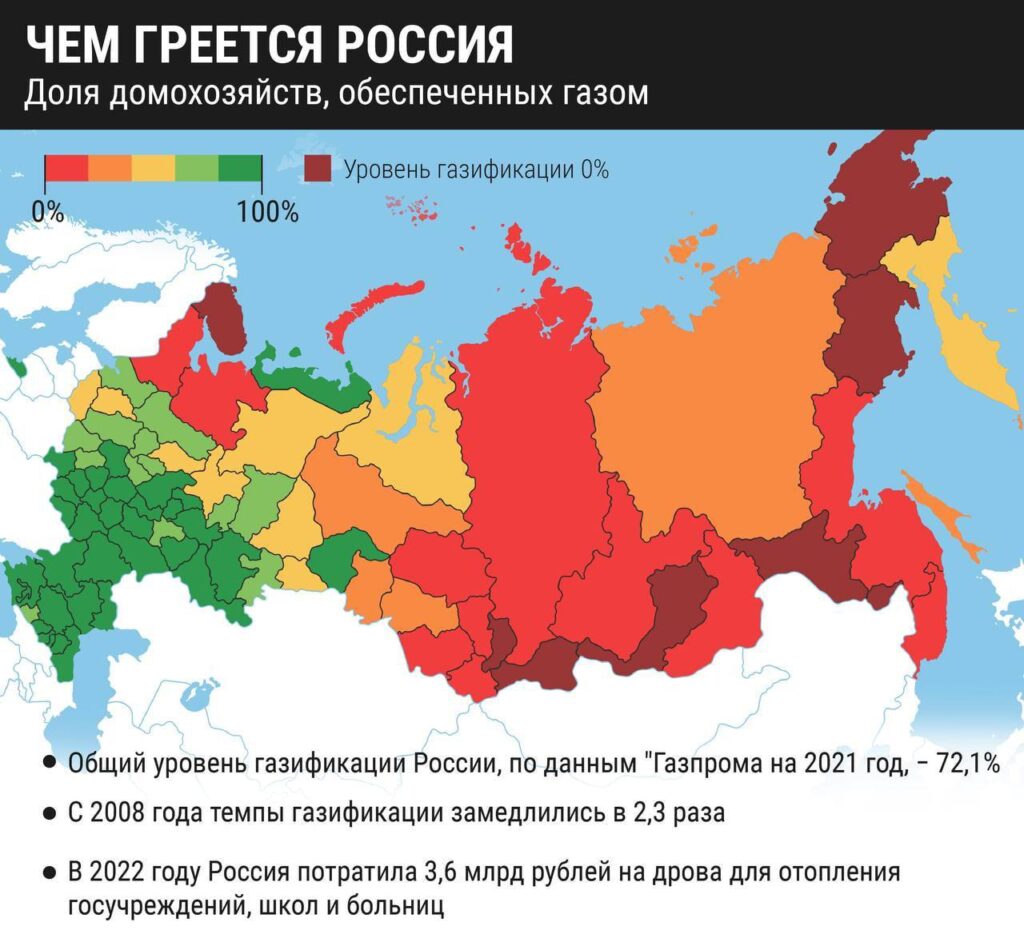 ЧЕМ ГРЕЕТСЯ РОССИЯ
Доля домохозяйств, обеспеченных газом
Уровень газификации 0%
0% 100%
• Общий уровень газификации России, по данным "Газпрома на 2021 год, – 72,1%
• С 2008 года темпы газификации замедлились в 2,3 раза
• В 2022 году Россия потратила 3,6 млрд рублей на дрова для отопления
госучреждений, школ и больниц